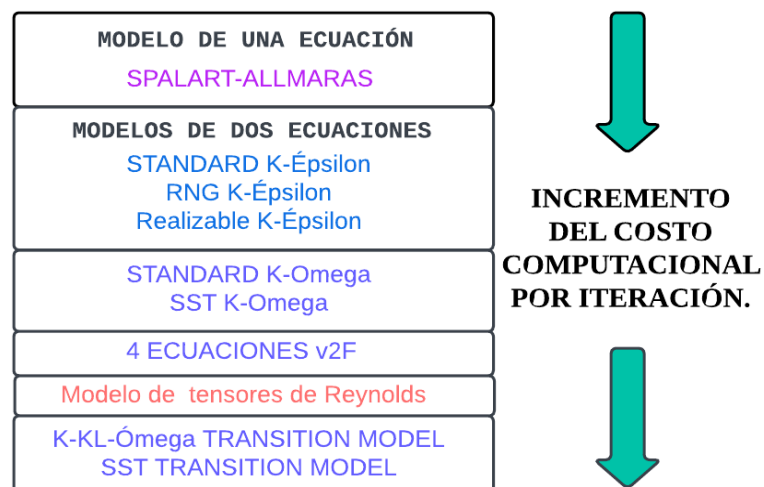 MODELO DE UNA ECUACIÓN
SPALART-ALLMARAS
MODELOS DE DOS ECUACIONES
STANDARD K-Épsilon
RNG K-Épsilon
Realizable K-Épsilon
STANDARD K-Omega
SST K-Omega
4 ECUACIONES v2F
Modelo de tensores de Reynolds
K-KL-Ómega TRANSITION MODEL
SST TRANSITION MODEL
INCREMENTO
DEL COSTO
COMPUTACIONAL
POR ITERACIÓN.